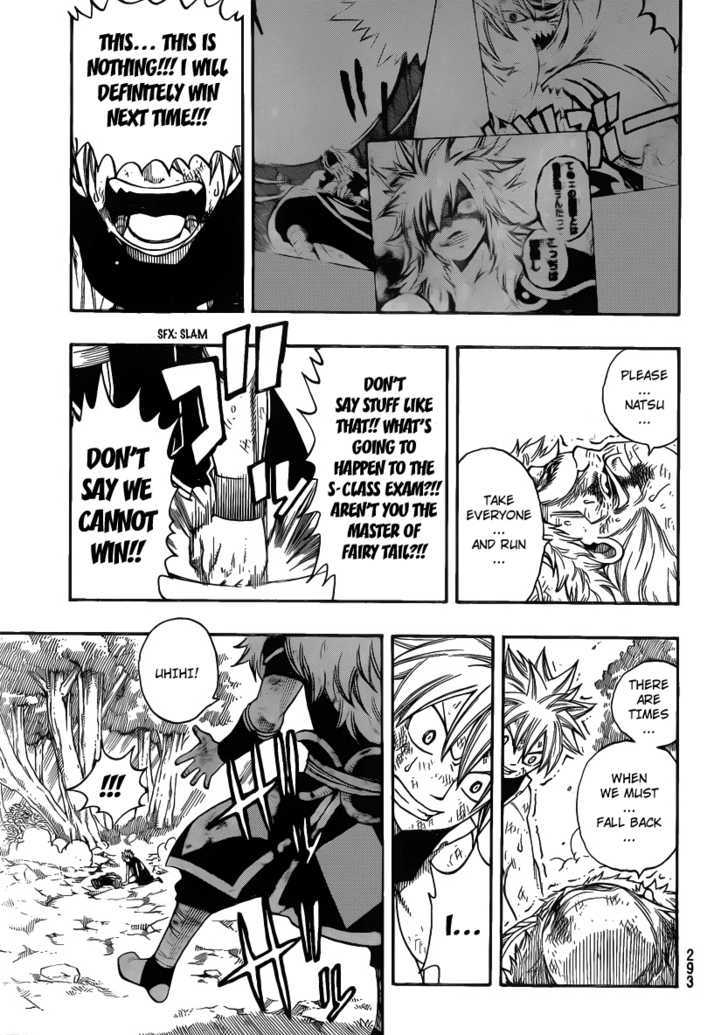 THIS... THIS IS
NOTHING!!! I WILL
DEFINITELY WIN
NEXT TIME!!!
PLEASE
...
NATSU
...
TAKE
EVERYONE
...
AND RUN
...
SFX: SLAM
DON'T
SAY STUFF LIKE
THAT!! WHAT'S
GOING TO
HAPPEN TO THE
S-CLASS EXAM?!!
AREN'T YOU THE
MASTER OF
FAIRY TAIL?!!
DON'T
SAY WE
CANNOT
WIN!!
THERE
ARE
TIMES...
WHEN
WE MUST
...
FALL BACK
...
I...
UHIHI!
!!!
293